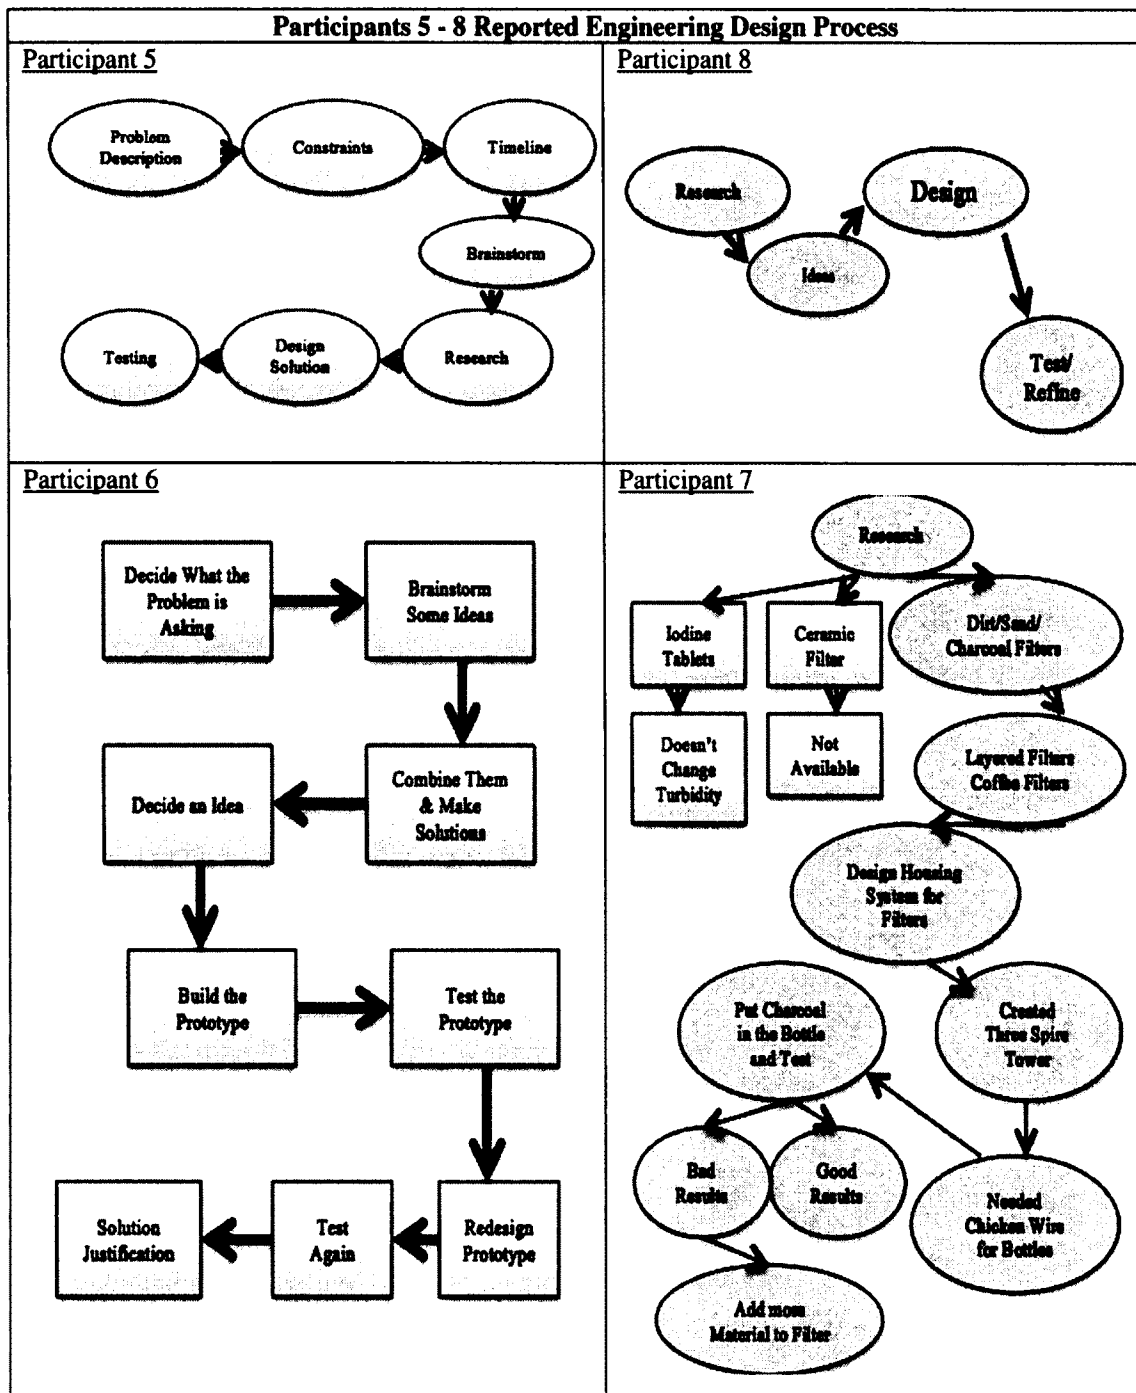 Participants 5 - 8 Reported Engineering Design Process
Participant 5
Problem
Description
Constraints
Timeline
Brainstorm
Research
Design
Solution
Testing
Participant 8
Research
Ideas
Design
Test/
Refine
Participant 6
Decide What the
Problem is
Asking
Brainstorm
Some Ideas
Combine Them
& Make
Solutions
Decide an Idea
Build the
Prototype
Test the
Prototype
Redesign
Prototype
Test
Again
Solution
Justification
Participant 7
Research
Iodine
Tablets
Ceramic
Filter
Dirt/Sand/
Charcoal Filters
Doesn't
Change
Turbidity
Not
Available
Layered Filters
Coffee Filters
Design Housing
System for
Filters
Created
Three Spire
Tower
Needed
Chicken Wire
for Bottles
Put Charcoal
in the Bottle
and Test
Bad
Results
Good
Results
Add more
Material to Filter